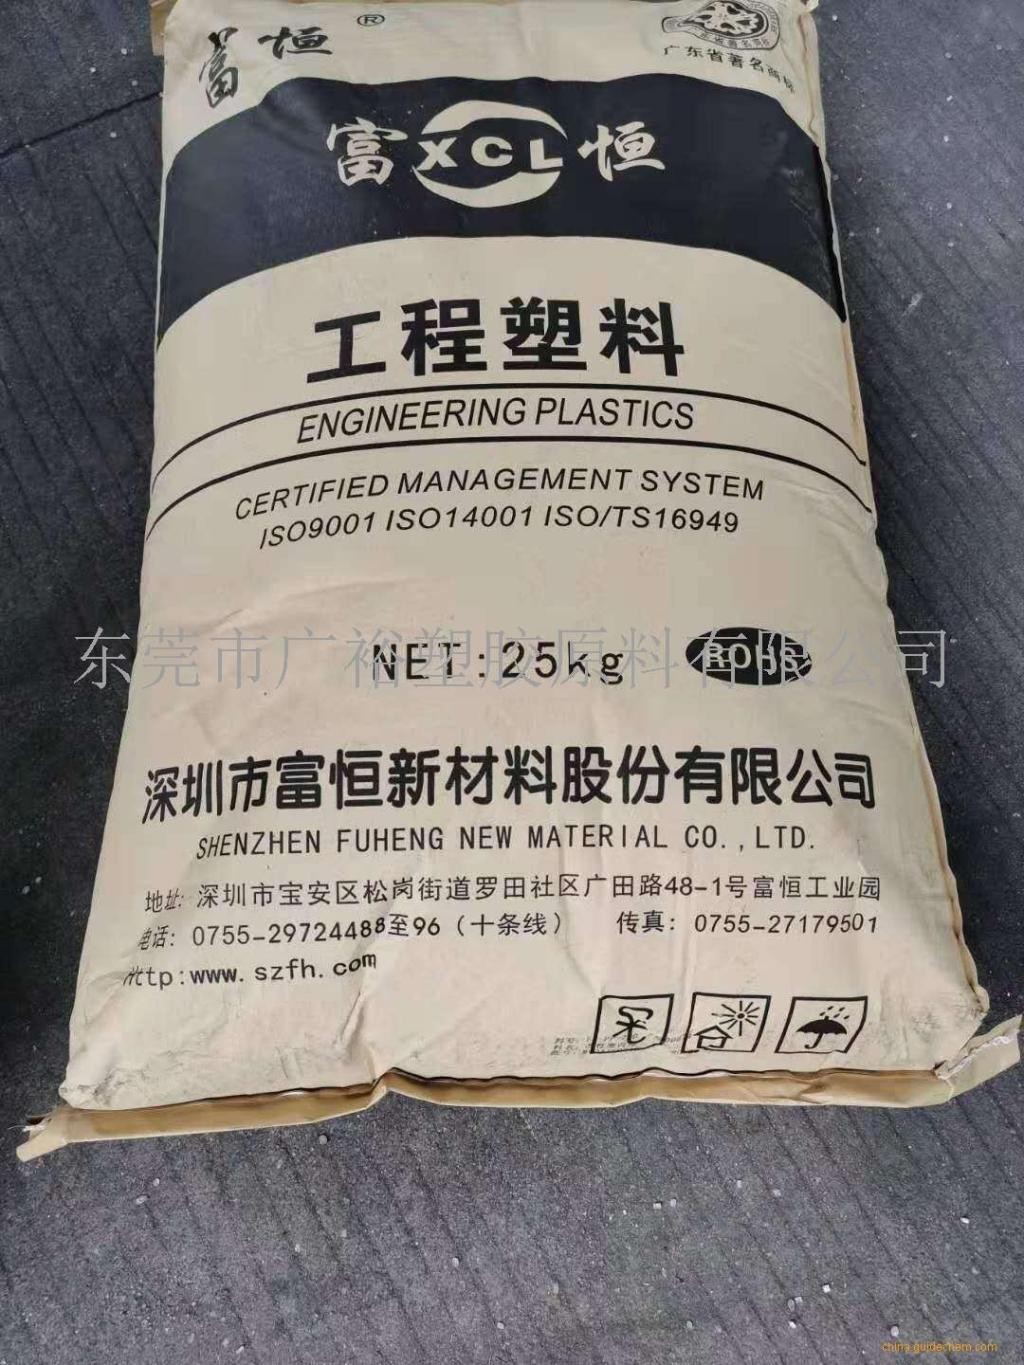 富恒®
广东省著名商标
富 XCL 恒
工程塑料
ENGINEERING PLASTICS
CERTIFIED MANAGEMENT SYSTEM
ISO9001 ISO14001 ISO/TS16949
东莞市广裕塑胶原料有限公司
NET:25kg
ROHS
深圳市富恒新材料股份有限公司
SHENZHEN FUHENG NEW MATERIAL CO.,LTD.
地址: 深圳市宝安区松岗街道罗田社区广田路48-1号富恒工业园
电话: 0755-29724488至96（十条线） 传真: 0755-27179501
Http:www.szfh.com
china.guidechem.com